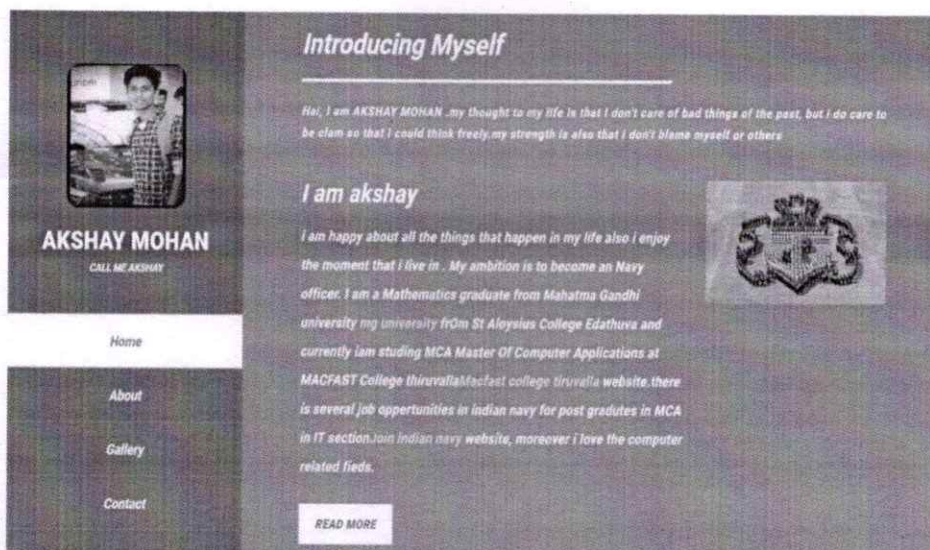 AKSHAY MOHAN
CALL ME AKSHAY
Home
About
Gallery
Contact
Introducing Myself
Hai, I am AKSHAY MOHAN .my thought to my life is that I don't care of bad things of the past, but i do care to
be clam so that i could think freely.my strength is also that i don't blame myself or others
I am akshay
i am happy about all the things that happen in my life also i enjoy
the moment that i live in . My ambition is to become an Navy
officer. I am a Mathematics graduate from Mahatma Gandhi
university mg university frOm St Aloysius College Edathuva and
currently iam studing MCA Master Of Computer Applications at
MACFAST College thiruvallaMacfast college tiruvalla website.there
is several job oppertunities in indian navy for post gradutes in MCA
in IT section.Join indian navy website, moreover i love the computer
related fieds.
READ MORE